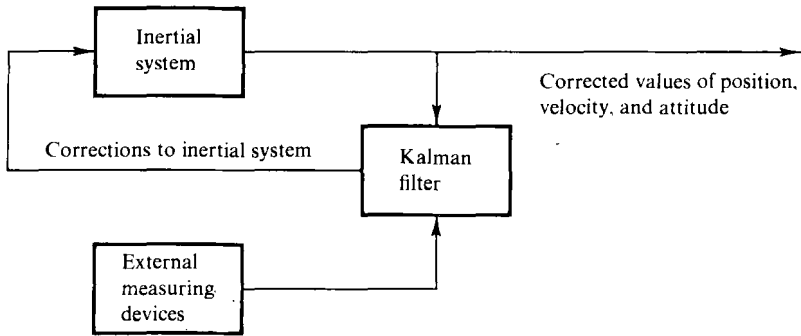 Inertial
system
Corrected values of position,
velocity, and attitude
Corrections to inertial system
Kalman
filter
External
measuring
devices